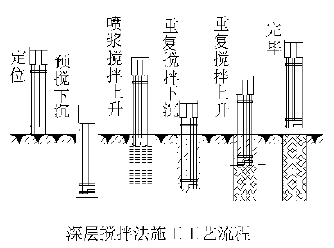 定位
预搅下沉
喷浆搅拌上升
重复搅拌下沉
重复搅拌上升
完毕
深层搅拌法施工工艺流程